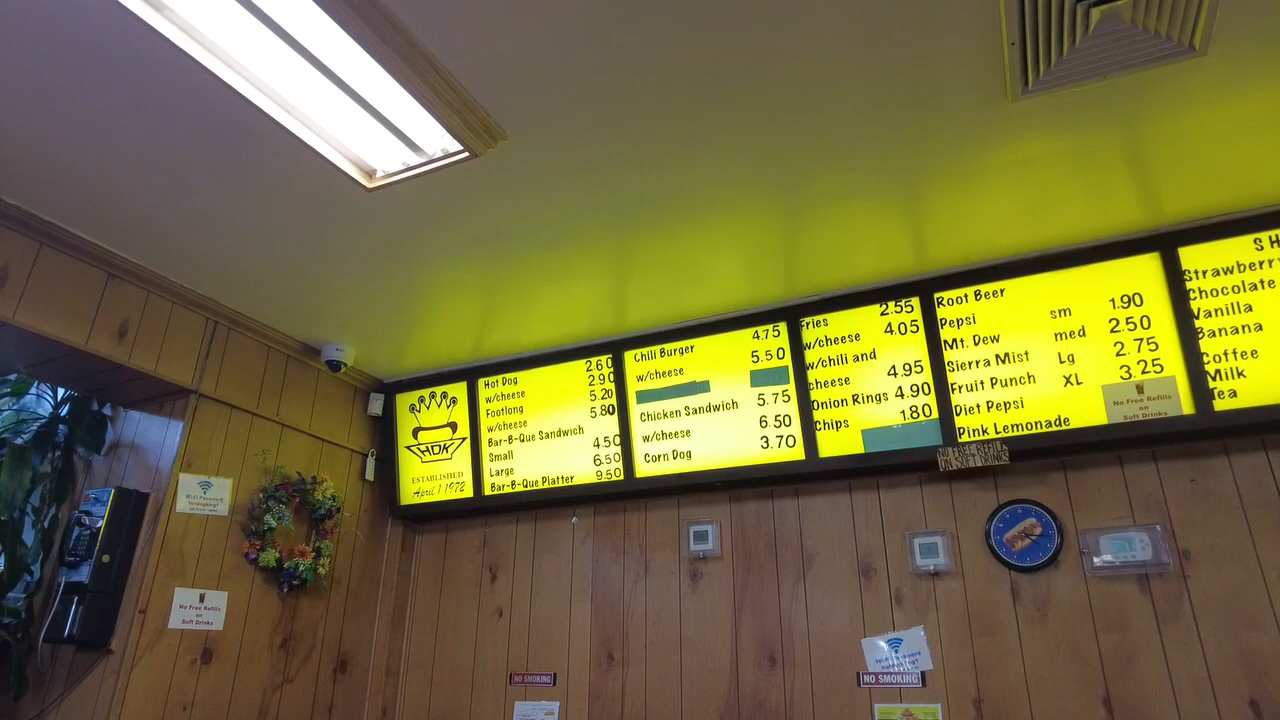 HDK
ESTABLISHED
April 1 1972
Hot Dog 2.60
w/cheese 2.90
Footlong 5.20
w/cheese 5.80
Bar-B-Que Sandwich
Small 4.50
Large 6.50
Bar-B-Que Platter 9.50
Chili Burger 4.75
w/cheese 5.50
Chicken Sandwich 5.75
w/cheese 6.50
Corn Dog 3.70
Fries 2.55
w/cheese 4.05
w/chili and
cheese 4.95
Onion Rings 4.90
Chips 1.80
Root Beer
Pepsi sm 1.90
Mt. Dew med 2.50
Sierra Mist Lg 2.75
Fruit Punch XL 3.25
Diet Pepsi
Pink Lemonade
No Free Refills
on
Soft Drinks
S H
Strawberry
Chocolate
Vanilla
Banana
Coffee
Milk
Tea
NO FREE REFILLS
ON SOFT DRINKS
Wi-Fi Password
No Free Refills
on
Soft Drinks
Wi-Fi Password
NO SMOKING
NO SMOKING